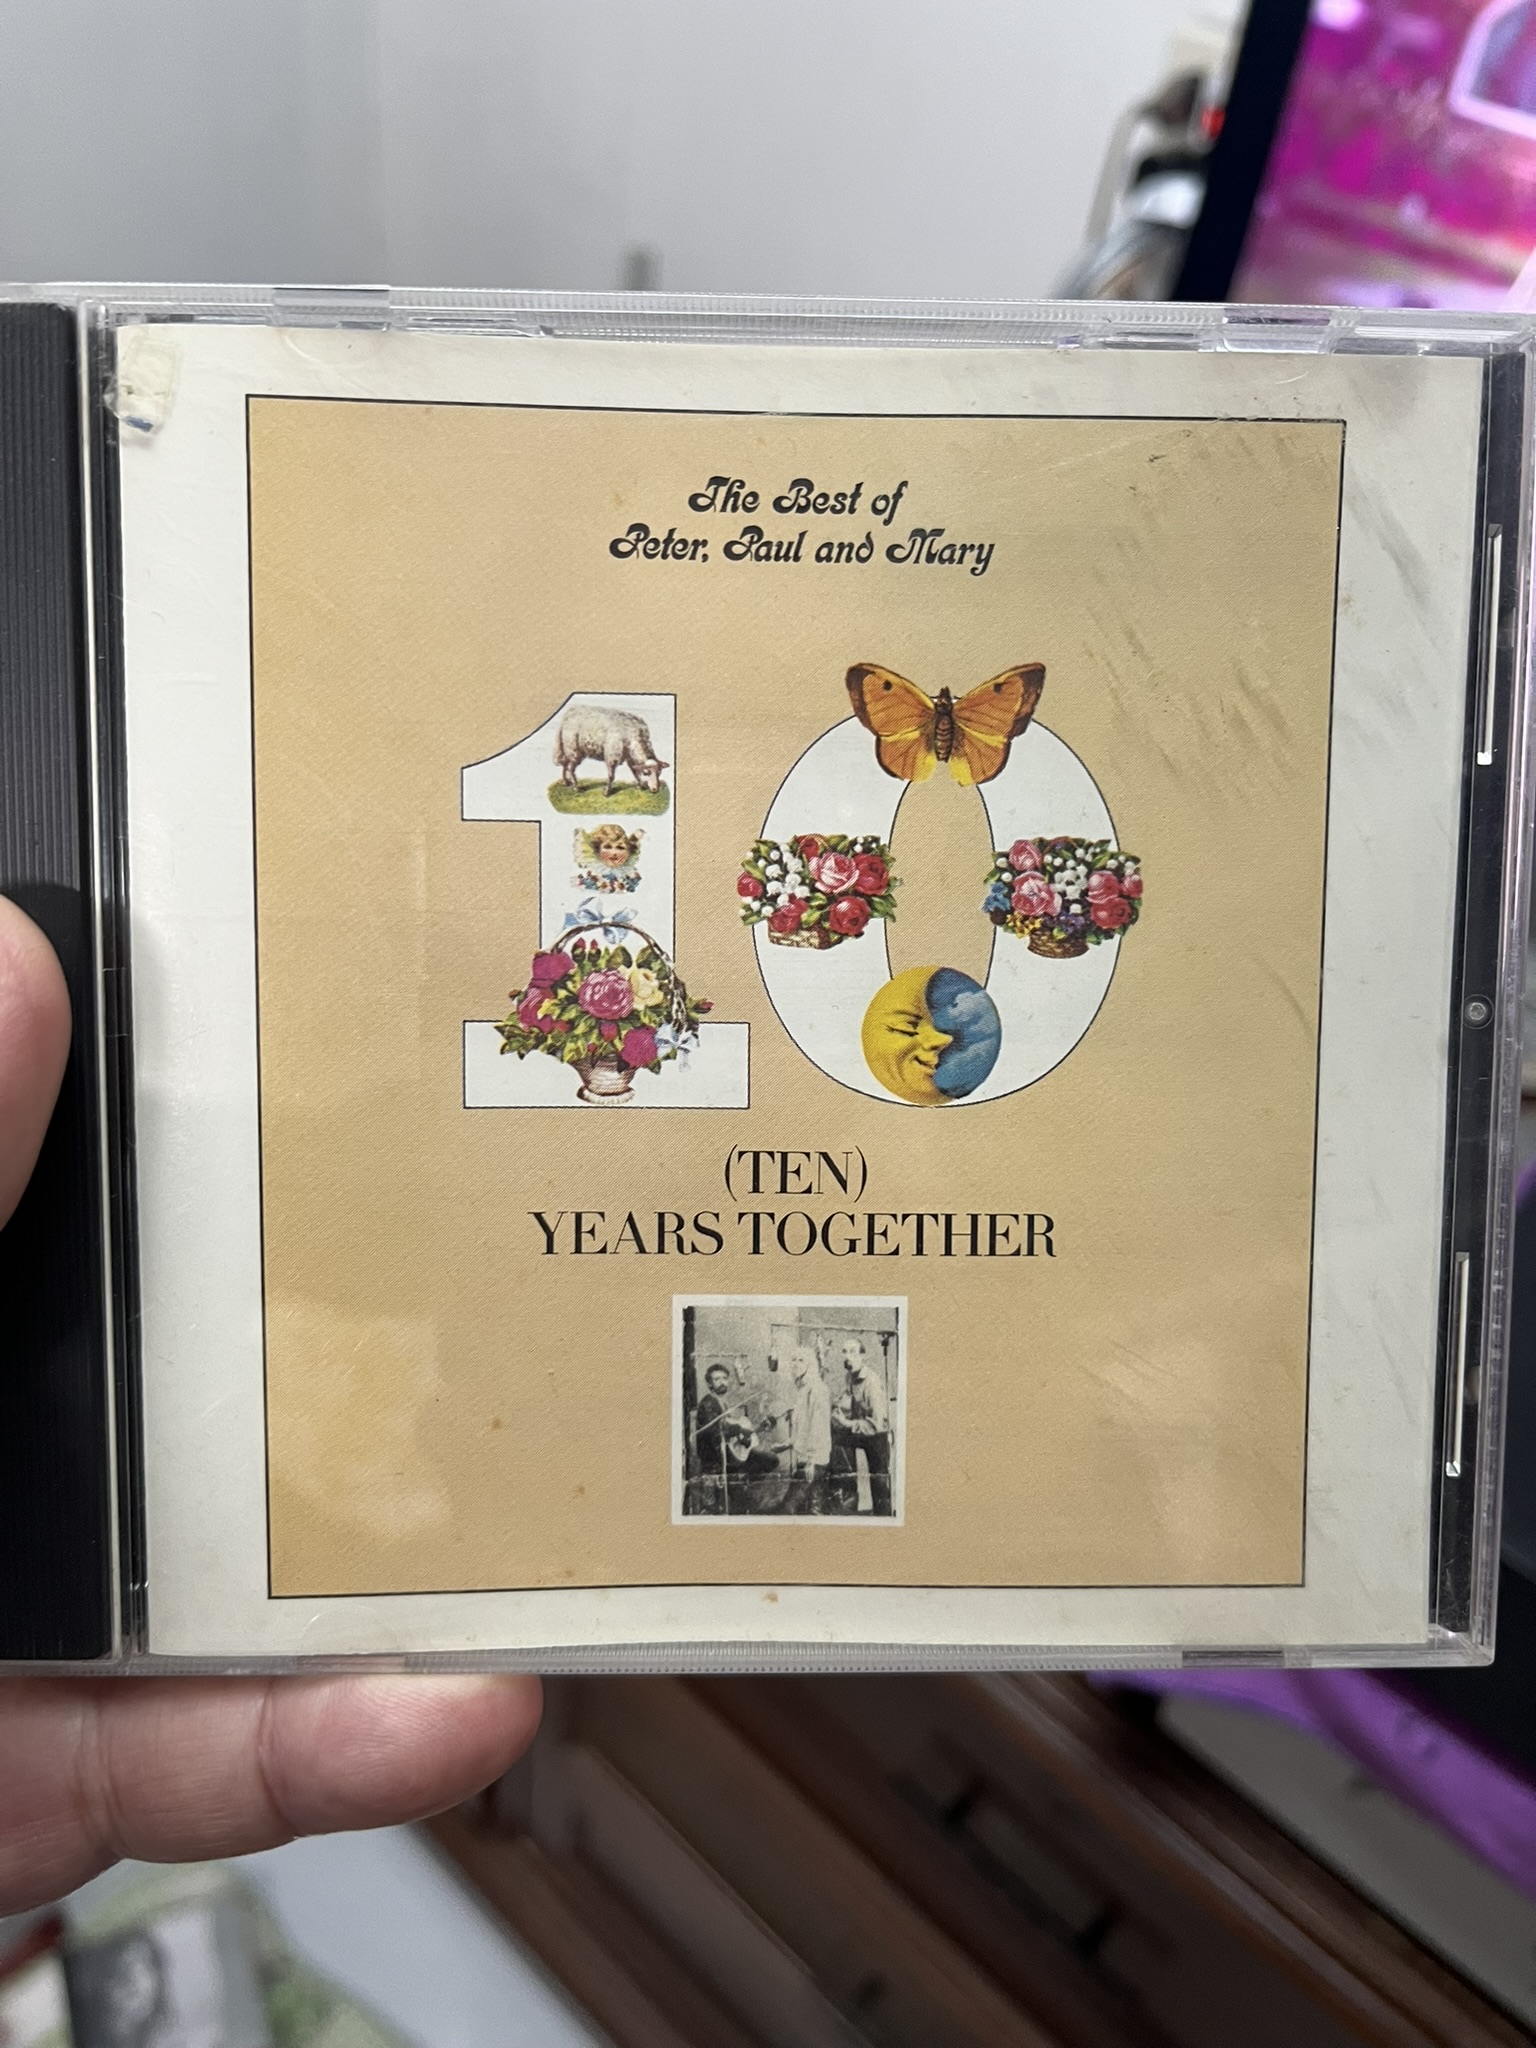 The Best of
Peter, Paul and Mary
10
(TEN)
YEARS TOGETHER